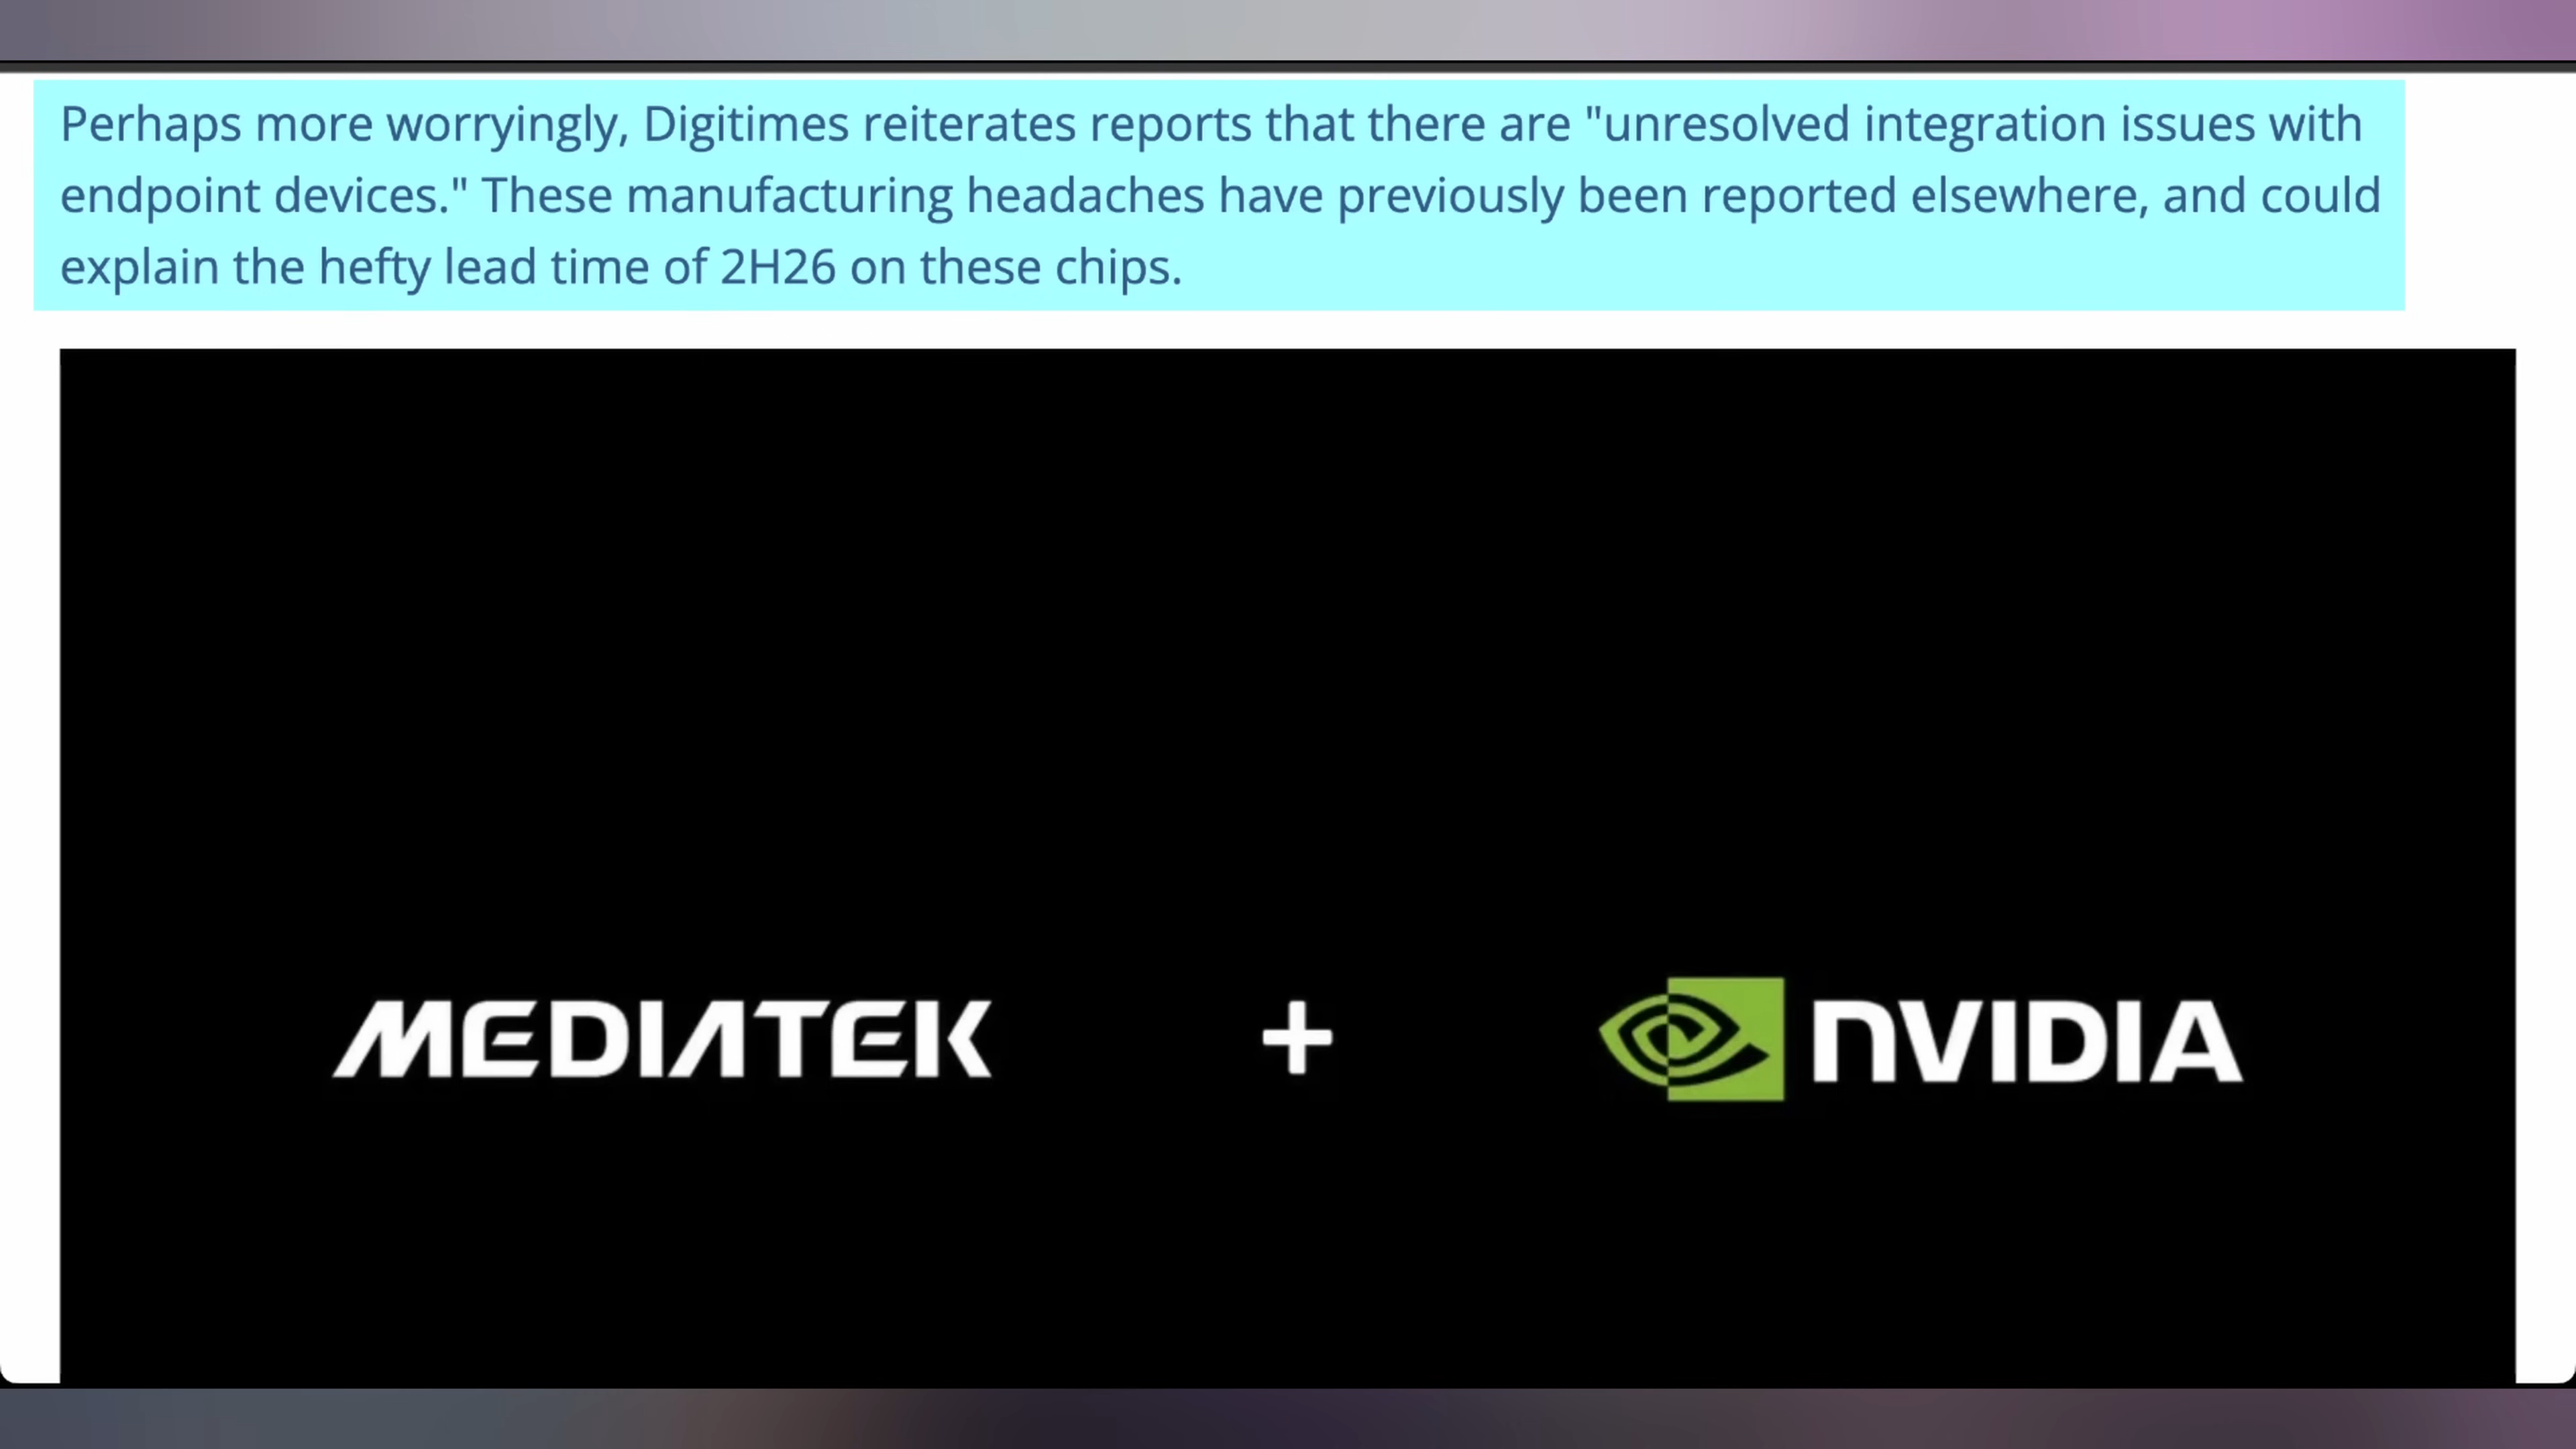 Perhaps more worryingly, Digitimes reiterates reports that there are "unresolved integration issues with
endpoint devices." These manufacturing headaches have previously been reported elsewhere, and could
explain the hefty lead time of 2H26 on these chips.
MEDIATEK + NVIDIA